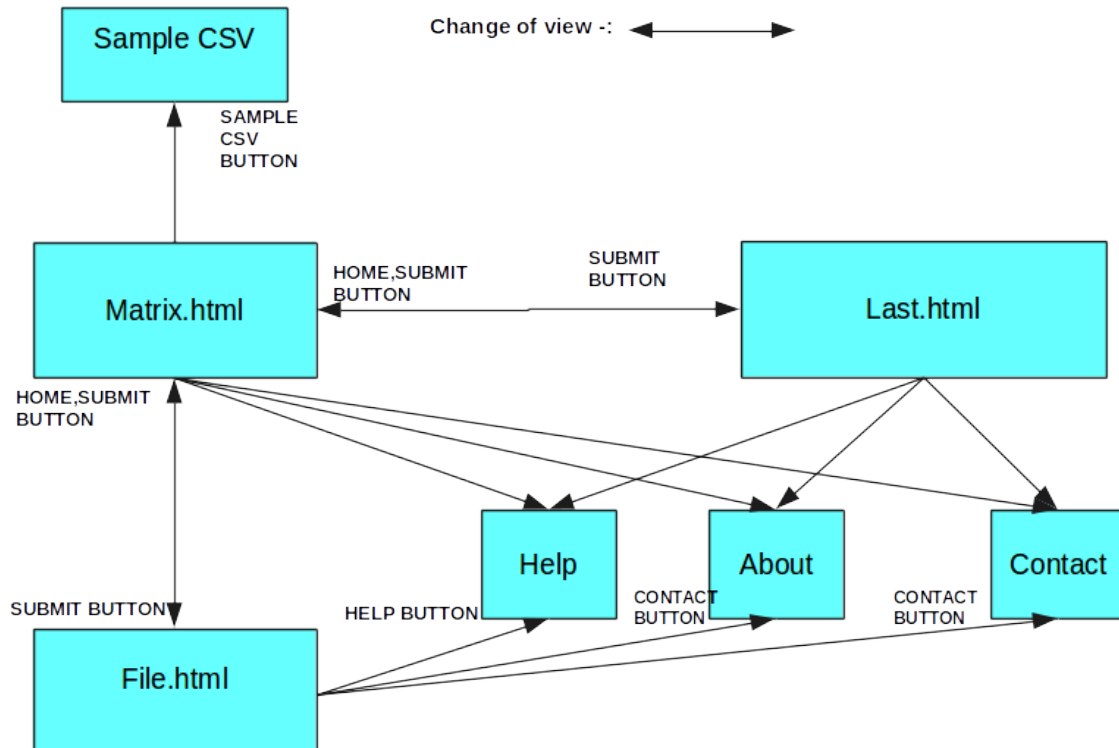 Sample CSV
Change of view -:
SAMPLE
CSV
BUTTON
Matrix.html
HOME,SUBMIT
BUTTON
SUBMIT
BUTTON
Last.html
HOME,SUBMIT
BUTTON
SUBMIT BUTTON
Help
About
Contact
HELP BUTTON
CONTACT
BUTTON
CONTACT
BUTTON
File.html